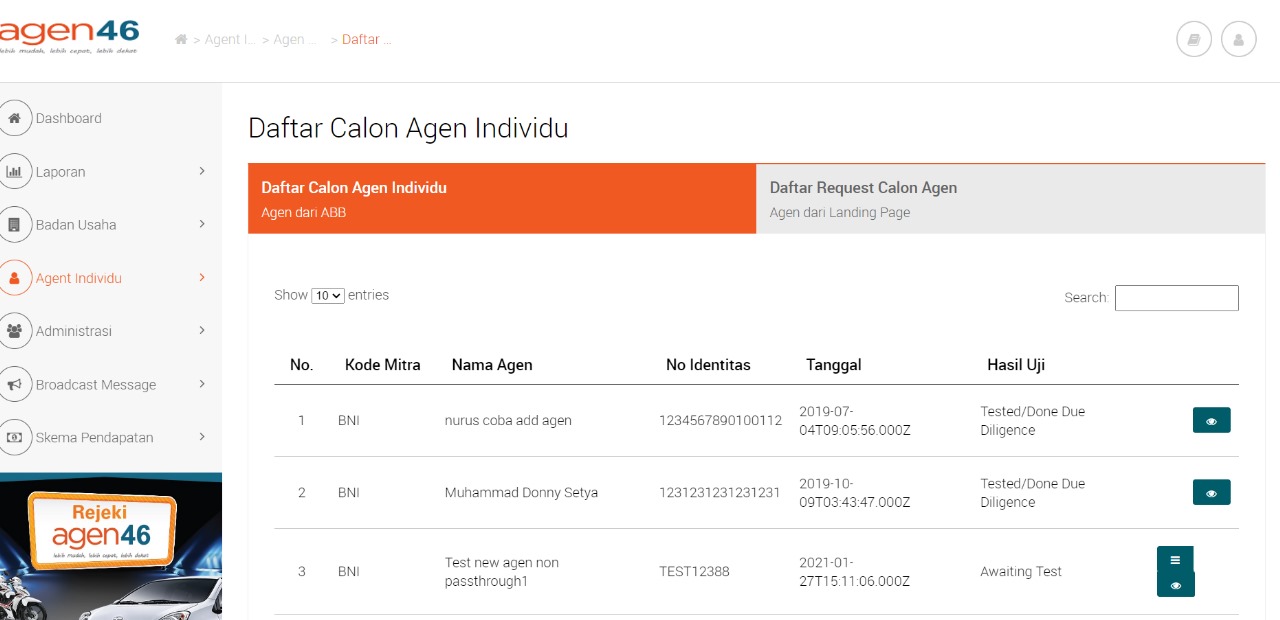 agen46
lebih mudah, lebih cepat, lebih dekat
> Agent I... > Agen ... > Daftar ...
Dashboard
Laporan
Badan Usaha
Agent Individu
Administrasi
Broadcast Message
Skema Pendapatan
Rejeki
agen46
lebih mudah, lebih cepat, lebih dekat
Daftar Calon Agen Individu
Daftar Calon Agen Individu
Agen dari ABB
Daftar Request Calon Agen
Agen dari Landing Page
Show 10 entries
Search:
No. Kode Mitra Nama Agen No Identitas Tanggal Hasil Uji
1 BNI nurus coba add agen 1234567890100112 2019-07-
04T09:05:56.000Z Tested/Done Due
Diligence
2 BNI Muhammad Donny Setya 1231231231231231 2019-10-
09T03:43:47.000Z Tested/Done Due
Diligence
3 BNI Test new agen non
passthrough1 TEST12388 2021-01-
27T15:11:06.000Z Awaiting Test